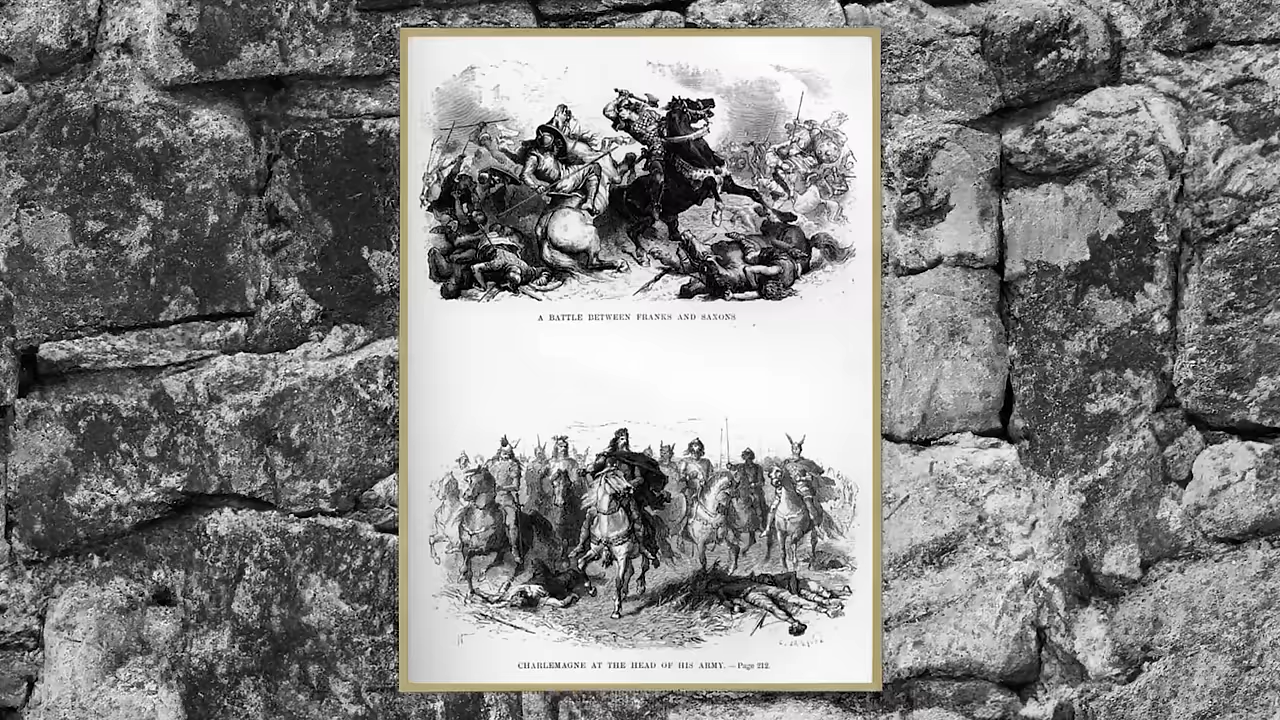 A BATTLE BETWEEN FRANKS AND SAXONS
CHARLEMAGNE AT THE HEAD OF HIS ARMY. — Page 212.